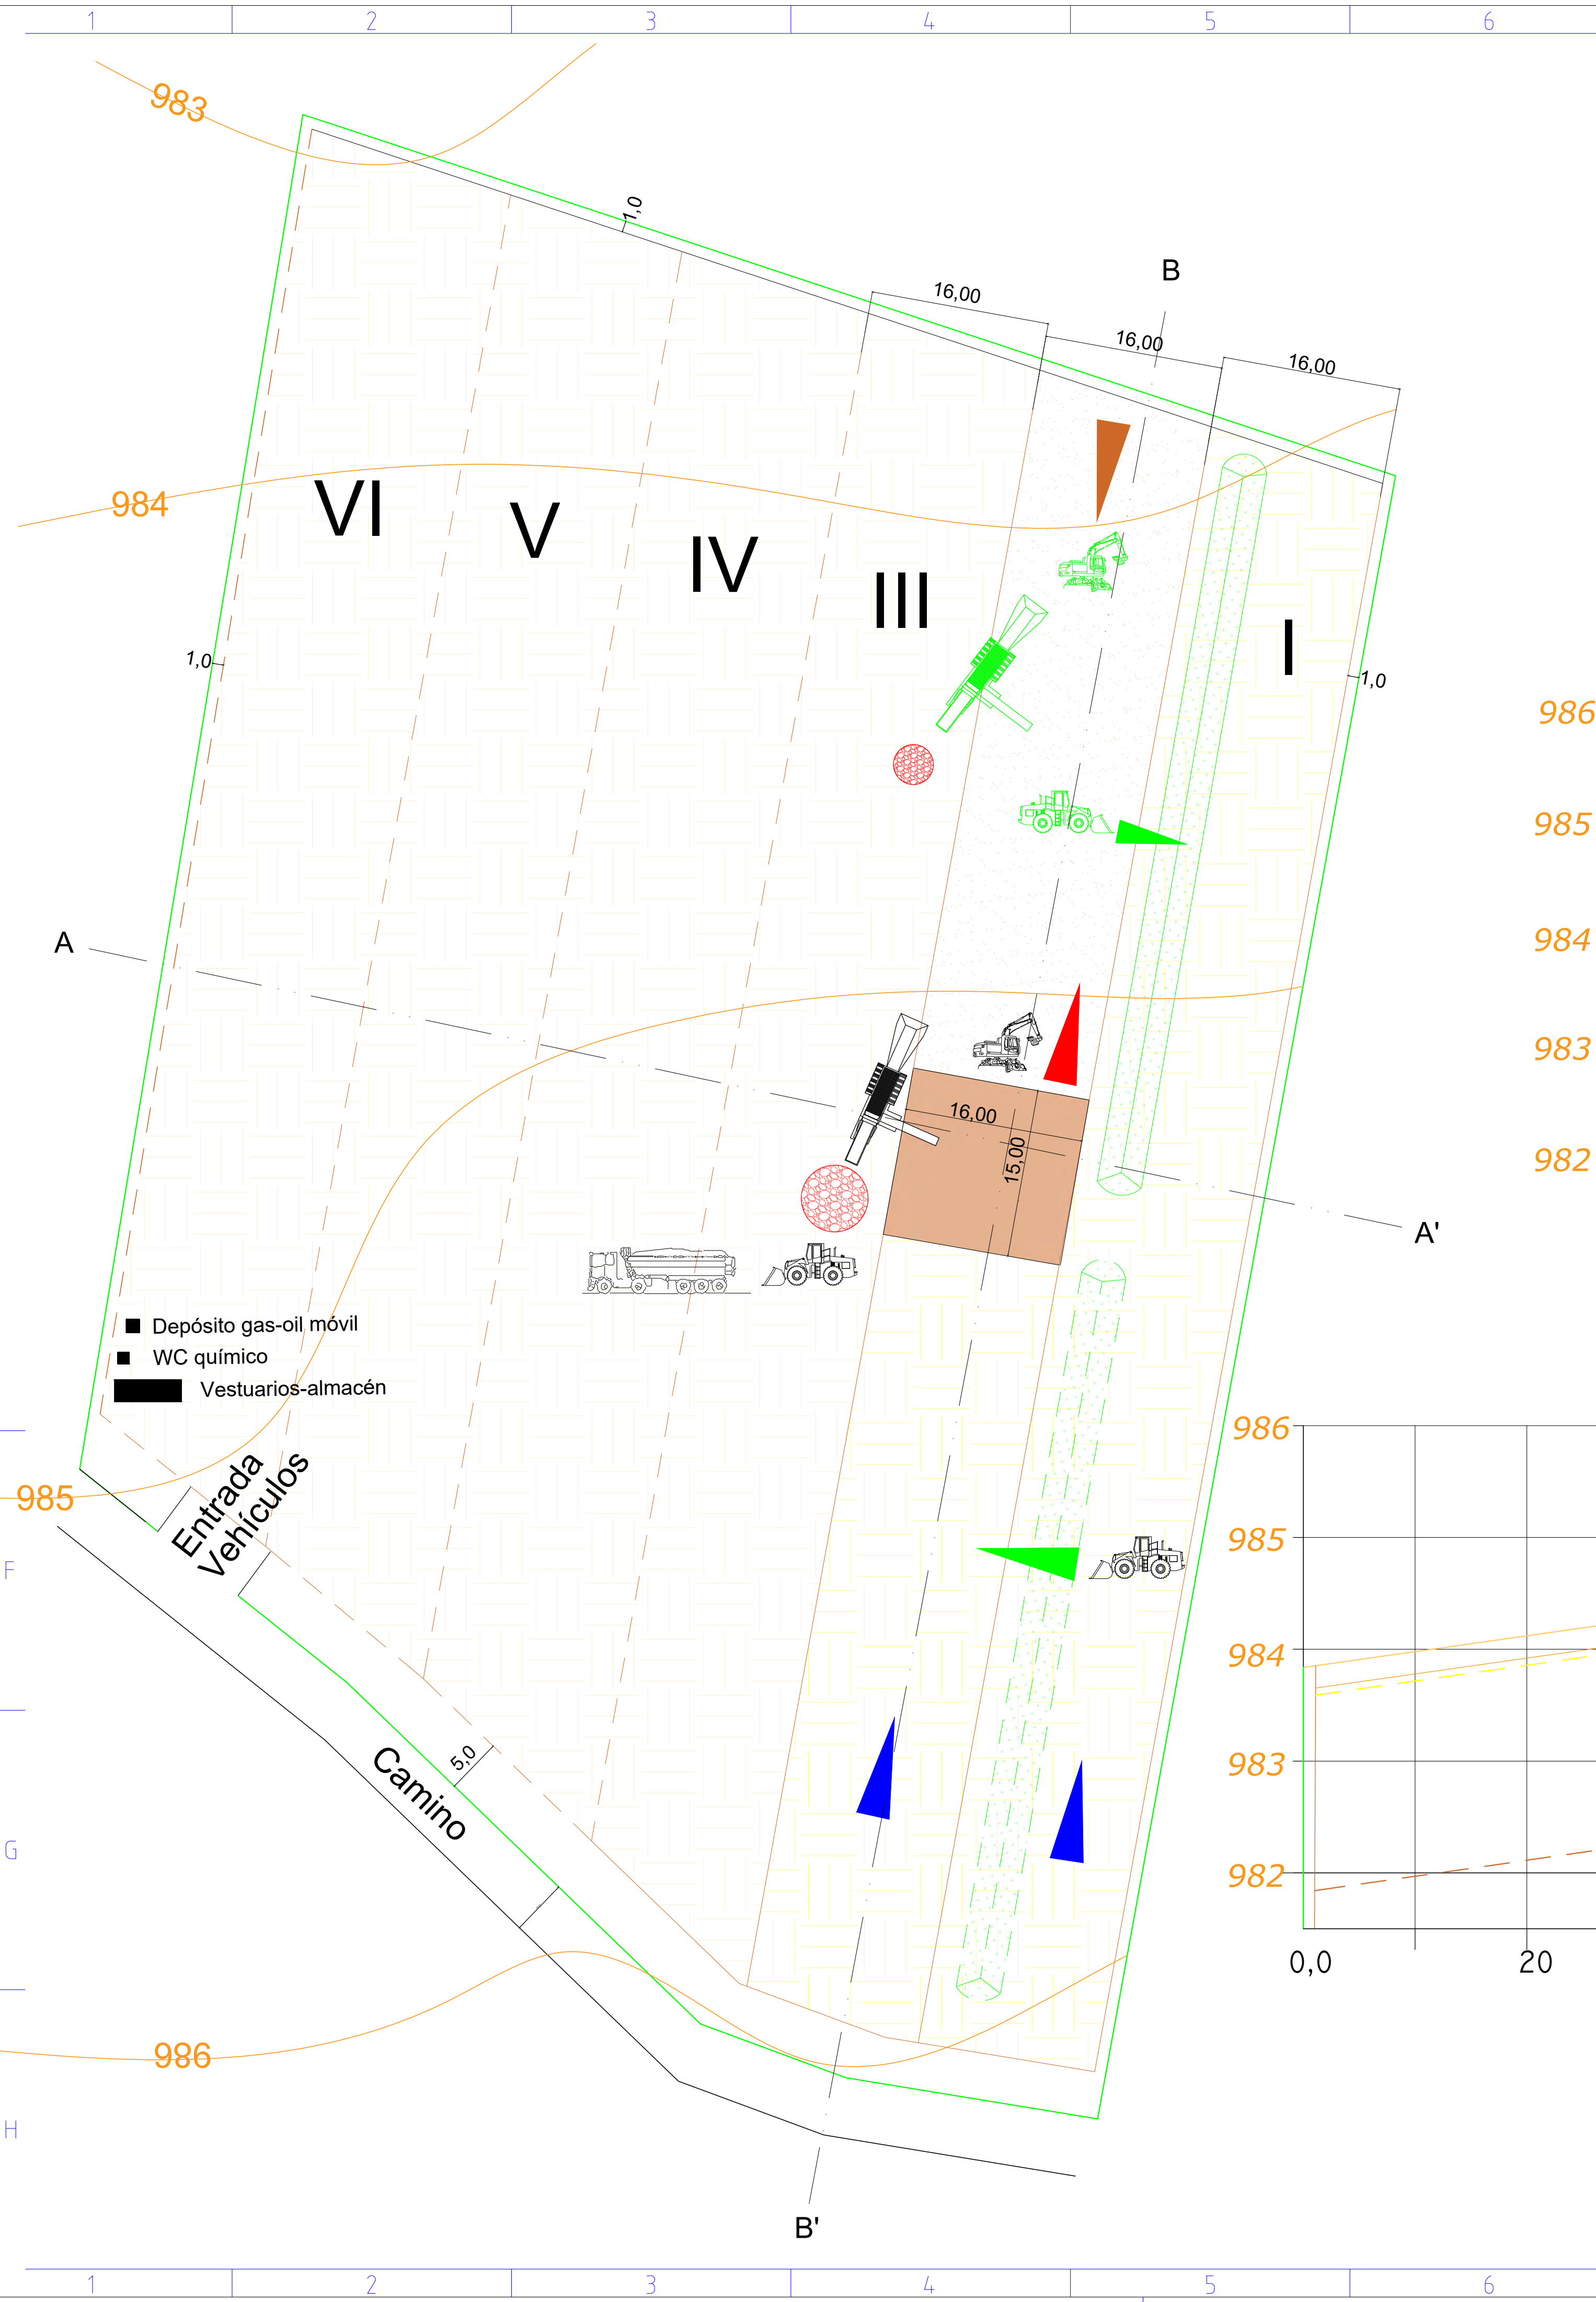 1 2 3 4 5 6
983
1,0
B
16,00
16,00
16,00
984
VI
V
IV
III
I
1,0
1,0
986
985
984
983
982
A
16,00
15,00
A'
Depósito gas-oil móvil
WC químico
Vestuarios-almacén
986
985
984
983
982
0,0 20
985
Entrada
Vehículos
F
5,0
Camino
G
986
H
B'
1 2 3 4 5 6